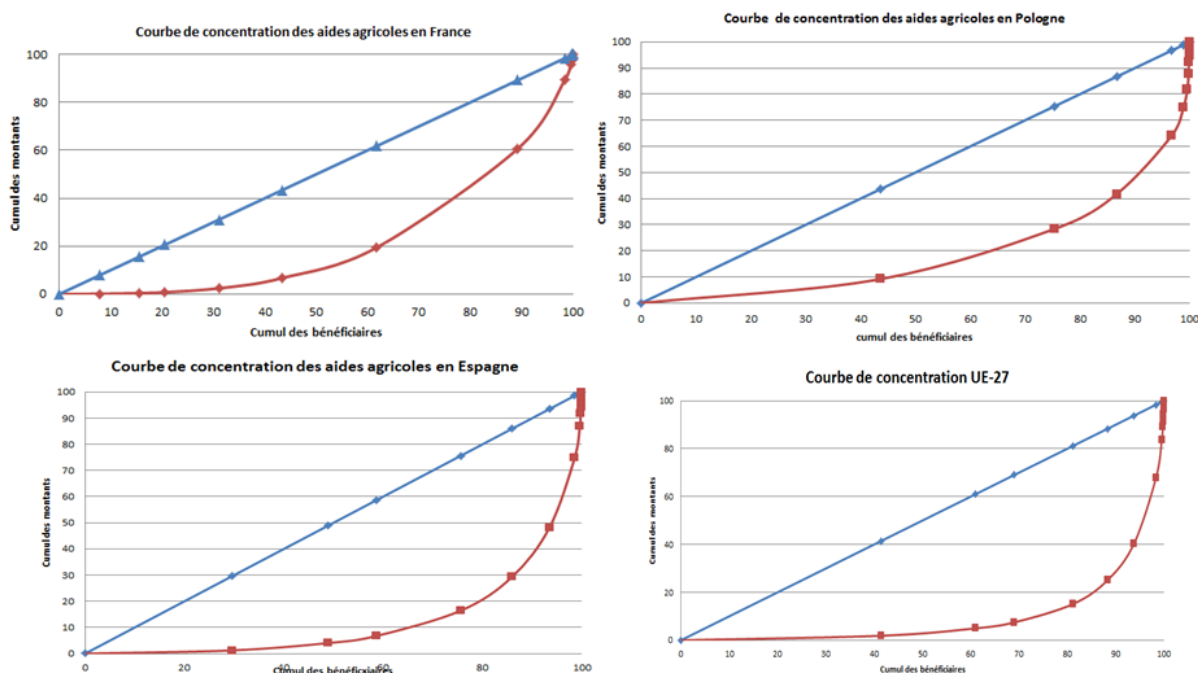 Courbe de concentration des aides agricoles en France
100
80
60
40
20
0
Cumul des montants
0 10 20 30 40 50 60 70 80 90 100
Cumul des bénéficiaires
Courbe de concentration des aides agricoles en Pologne
100
90
80
70
60
50
40
30
20
10
0
Cumul des montants
0 10 20 30 40 50 60 70 80 90 100
cumul des bénéficiaires
Courbe de concentration des aides agricoles en Espagne
100
90
80
70
60
50
40
30
20
10
0
Cumul des montants
0 20 40 60 80 100
Cumul des bénéficxiaires
Courbe de concentration UE-27
100
80
60
40
20
0
Cumul des montants
0 10 20 30 40 50 60 70 80 90 100
Cumul des bénéficiaires